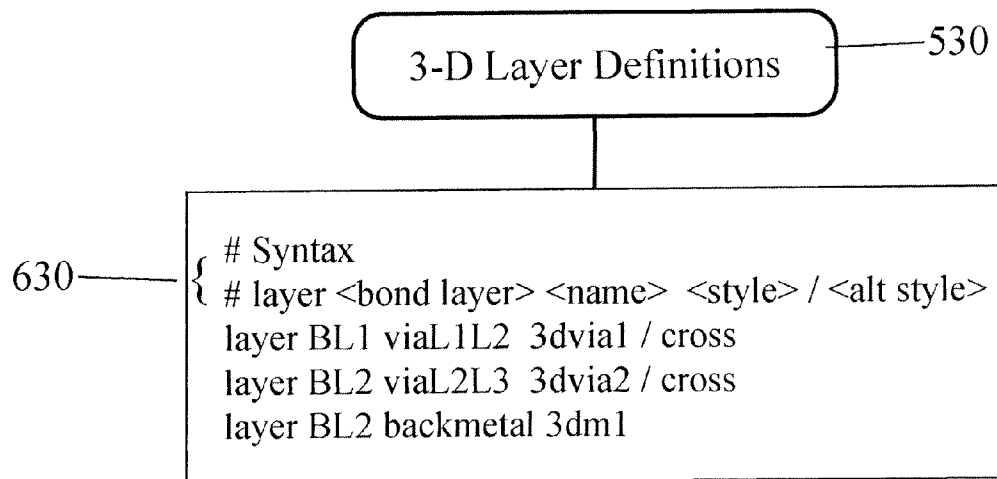 3-D Layer Definitions
530
630
{ # Syntax
# layer <bond layer> <name> <style> / <alt style>
layer BL1 viaL1L2 3dvia1 / cross
layer BL2 viaL2L3 3dvia2 / cross
layer BL2 backmetal 3dm1